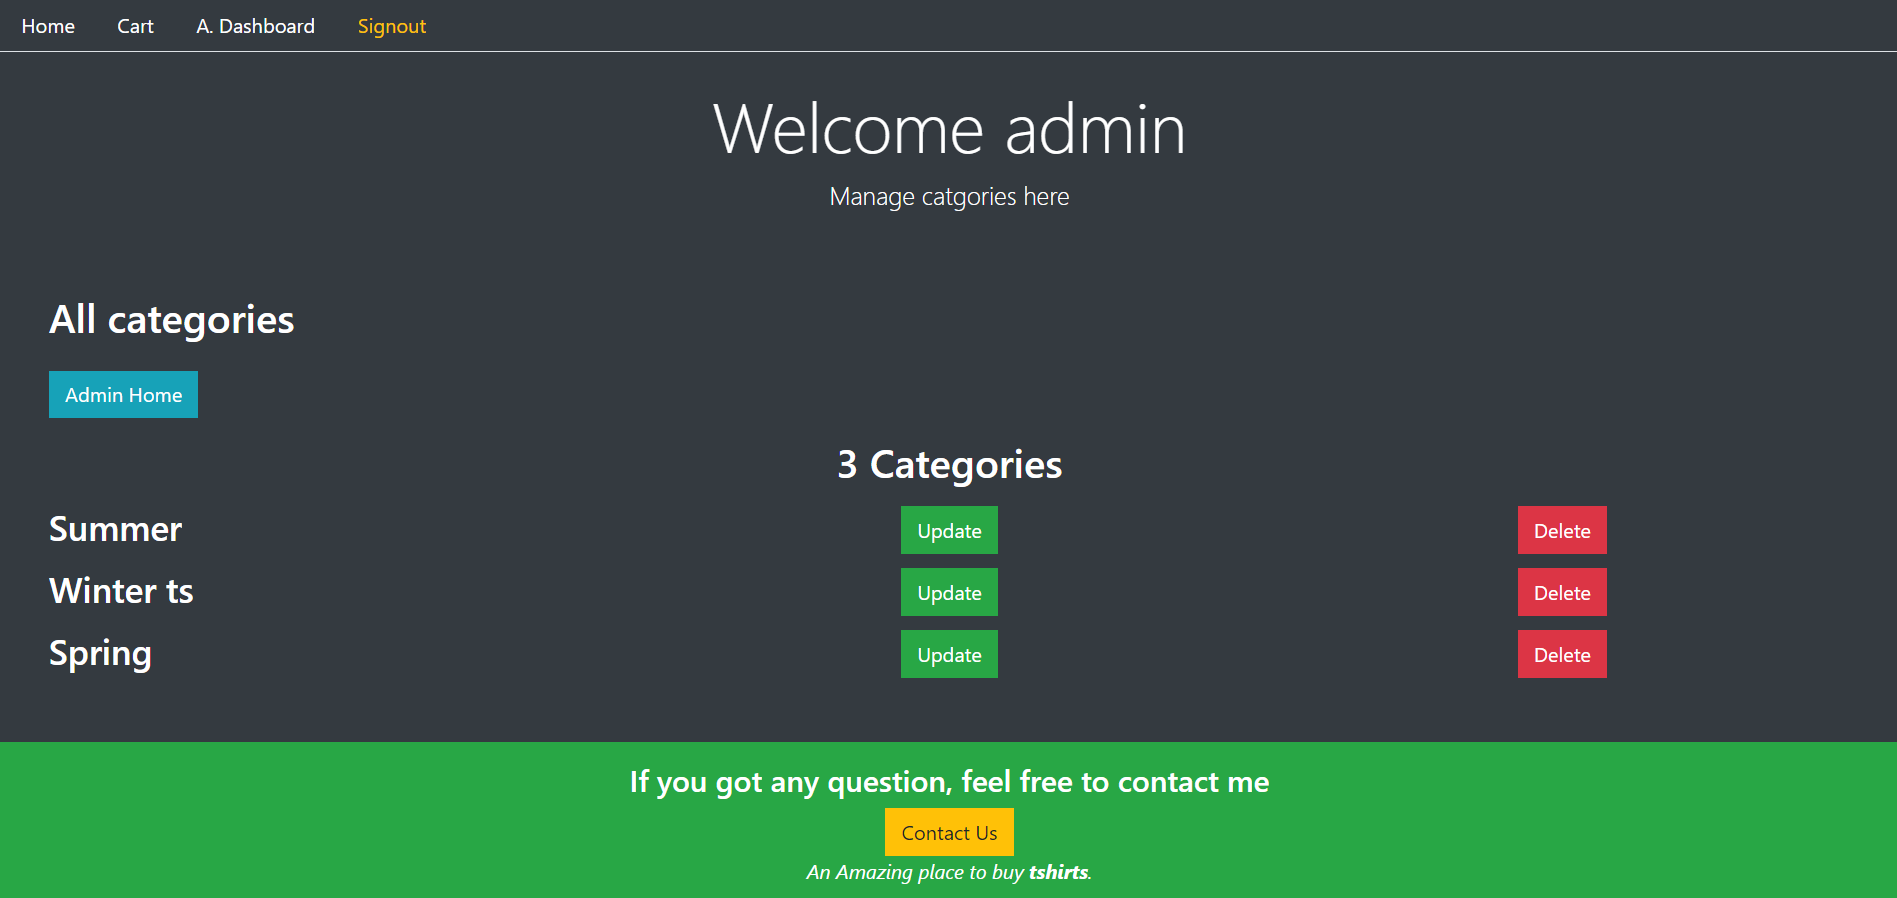 Home Cart A. Dashboard Signout
Welcome admin
Manage catgories here
All categories
Admin Home
3 Categories
Summer Update Delete
Winter ts Update Delete
Spring Update Delete
If you got any question, feel free to contact me
Contact Us
An Amazing place to buy tshirts.